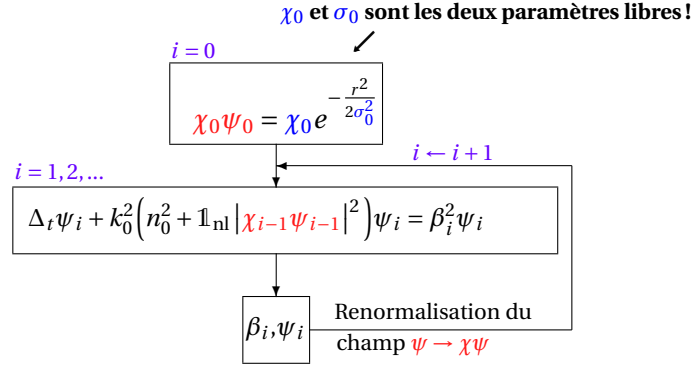 χ₀ et σ₀ sont les deux paramètres libres !
i = 0
χ₀ψ₀ = χ₀e^{-r²/(2σ₀²)}
i ← i + 1
i = 1, 2, ...
Δₜψᵢ + k₀²(n₀² + 𝟙ₙₗ|χᵢ₋₁ψᵢ₋₁|²)ψᵢ = βᵢ²ψᵢ
βᵢ,ψᵢ
Renormalisation du
champ ψ → χψ